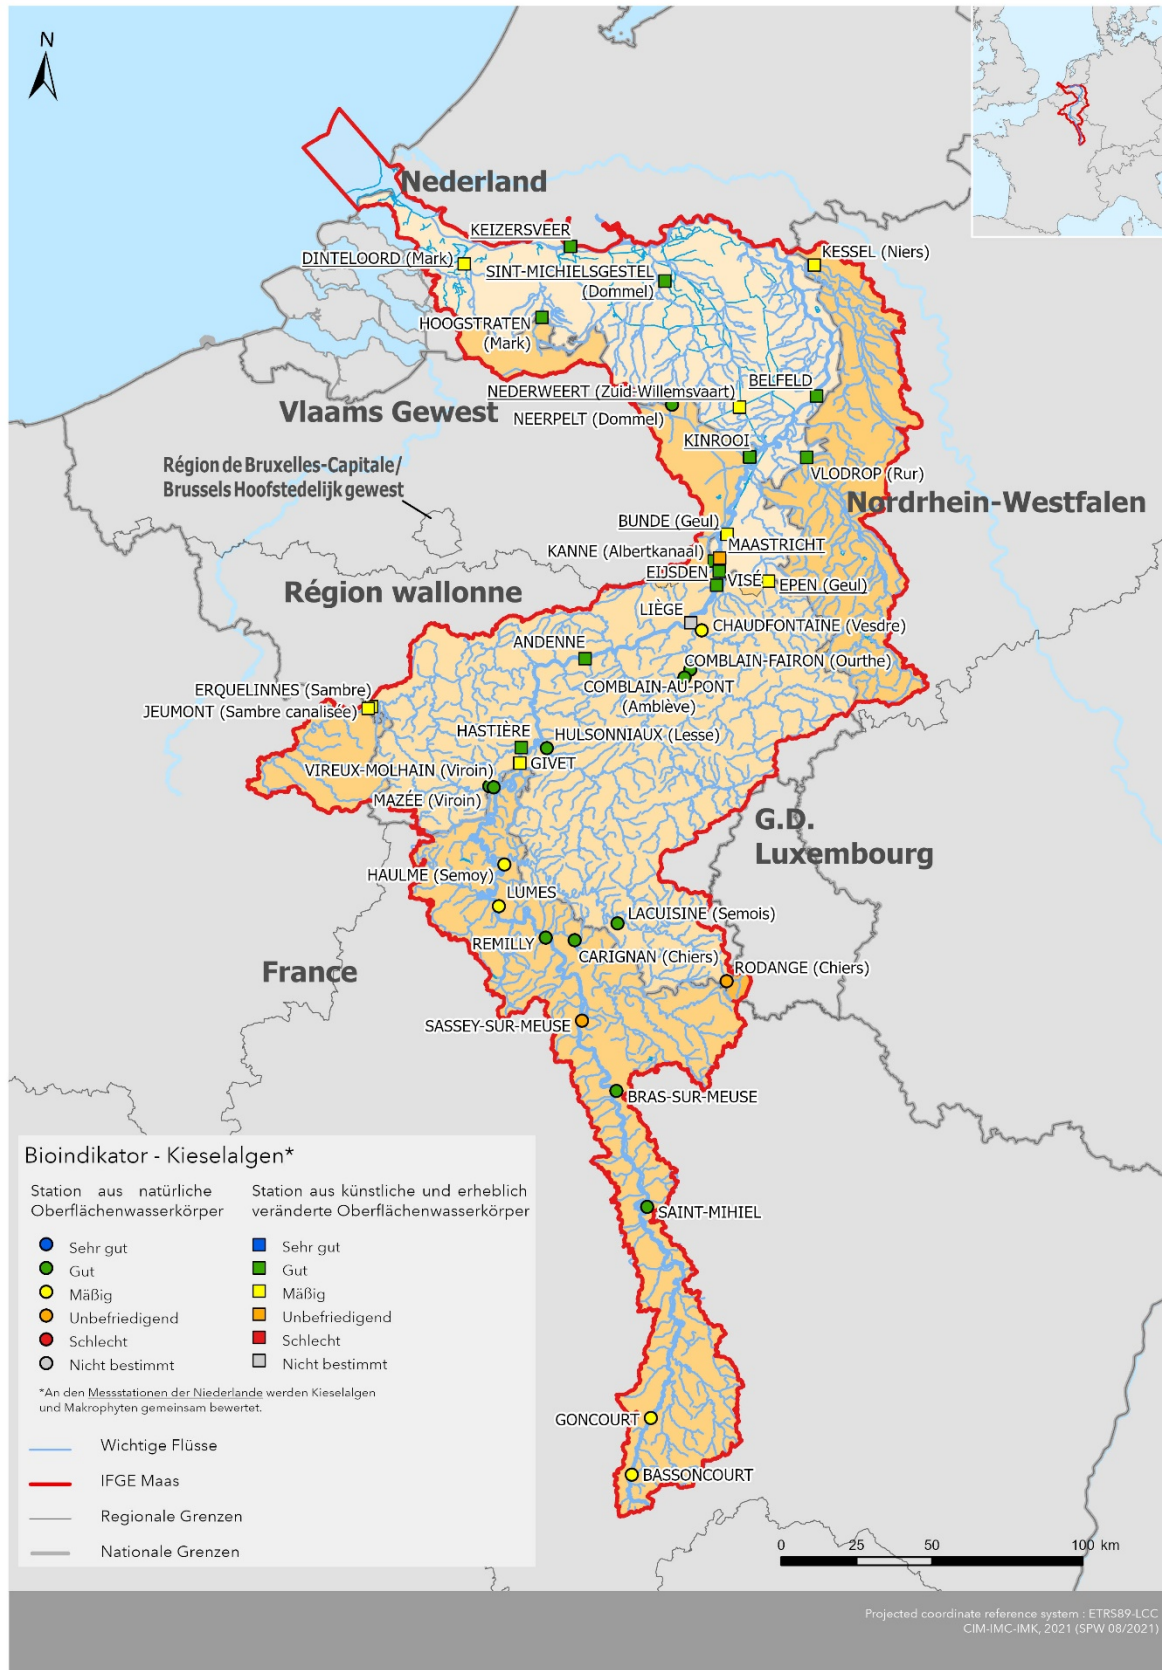 N
Nederland
KEIZERSVEER
DINTELOORD (Mark)
SINT-MICHIELSGESTEL
(Dommel)
KESSEL (Niers)
HOOGSTRATEN
(Mark)
BELFELD
NEDERWEERT (Zuid-Willemsvaart)
NEERPELT (Dommel)
Vlaams Gewest
KINROOI
VLODROP (Rur)
Région de Bruxelles-Capitale/
Brussels Hoofstedelijk gewest
Nordrhein-Westfalen
BUNDE (Geul)
MAASTRICHT
KANNE (Albertkanaal)
EIJSDEN
VISÉ
EPEN (Geul)
Région wallonne
LIÈGE
CHAUDFONTAINE (Vesdre)
ANDENNE
COMBLAIN-FAIRON (Ourthe)
COMBLAIN-AU-PONT
(Amblève)
ERQUELINNES (Sambre)
JEUMONT (Sambre canalisée)
HASTIÈRE
HULSONNIAUX (Lesse)
GIVET
VIREUX-MOLHAIN (Viroin)
MAZÉE (Viroin)
G.D.
Luxembourg
HAULME (Semoy)
LUMES
LACUISINE (Semois)
REMILLY
CARIGNAN (Chiers)
RODANGE (Chiers)
France
SASSEY-SUR-MEUSE
BRAS-SUR-MEUSE
SAINT-MIHIEL
GONCOURT
BASSONCOURT
Bioindikator - Kieselalgen*
Station aus natürliche
Oberflächenwasserkörper
Sehr gut
Gut
Mäßig
Unbefriedigend
Schlecht
Nicht bestimmt
Station aus künstliche und erheblich
veränderte Oberflächenwasserkörper
Sehr gut
Gut
Mäßig
Unbefriedigend
Schlecht
Nicht bestimmt
*An den Messstationen der Niederlande werden Kieselalgen
und Makrophyten gemeinsam bewertet.
Wichtige Flüsse
IFGE Maas
Regionale Grenzen
Nationale Grenzen
0 25 50 100 km
Projected coordinate reference system : ETRS89-LCC
CIM-IMC-IMK, 2021 (SPW 08/2021)